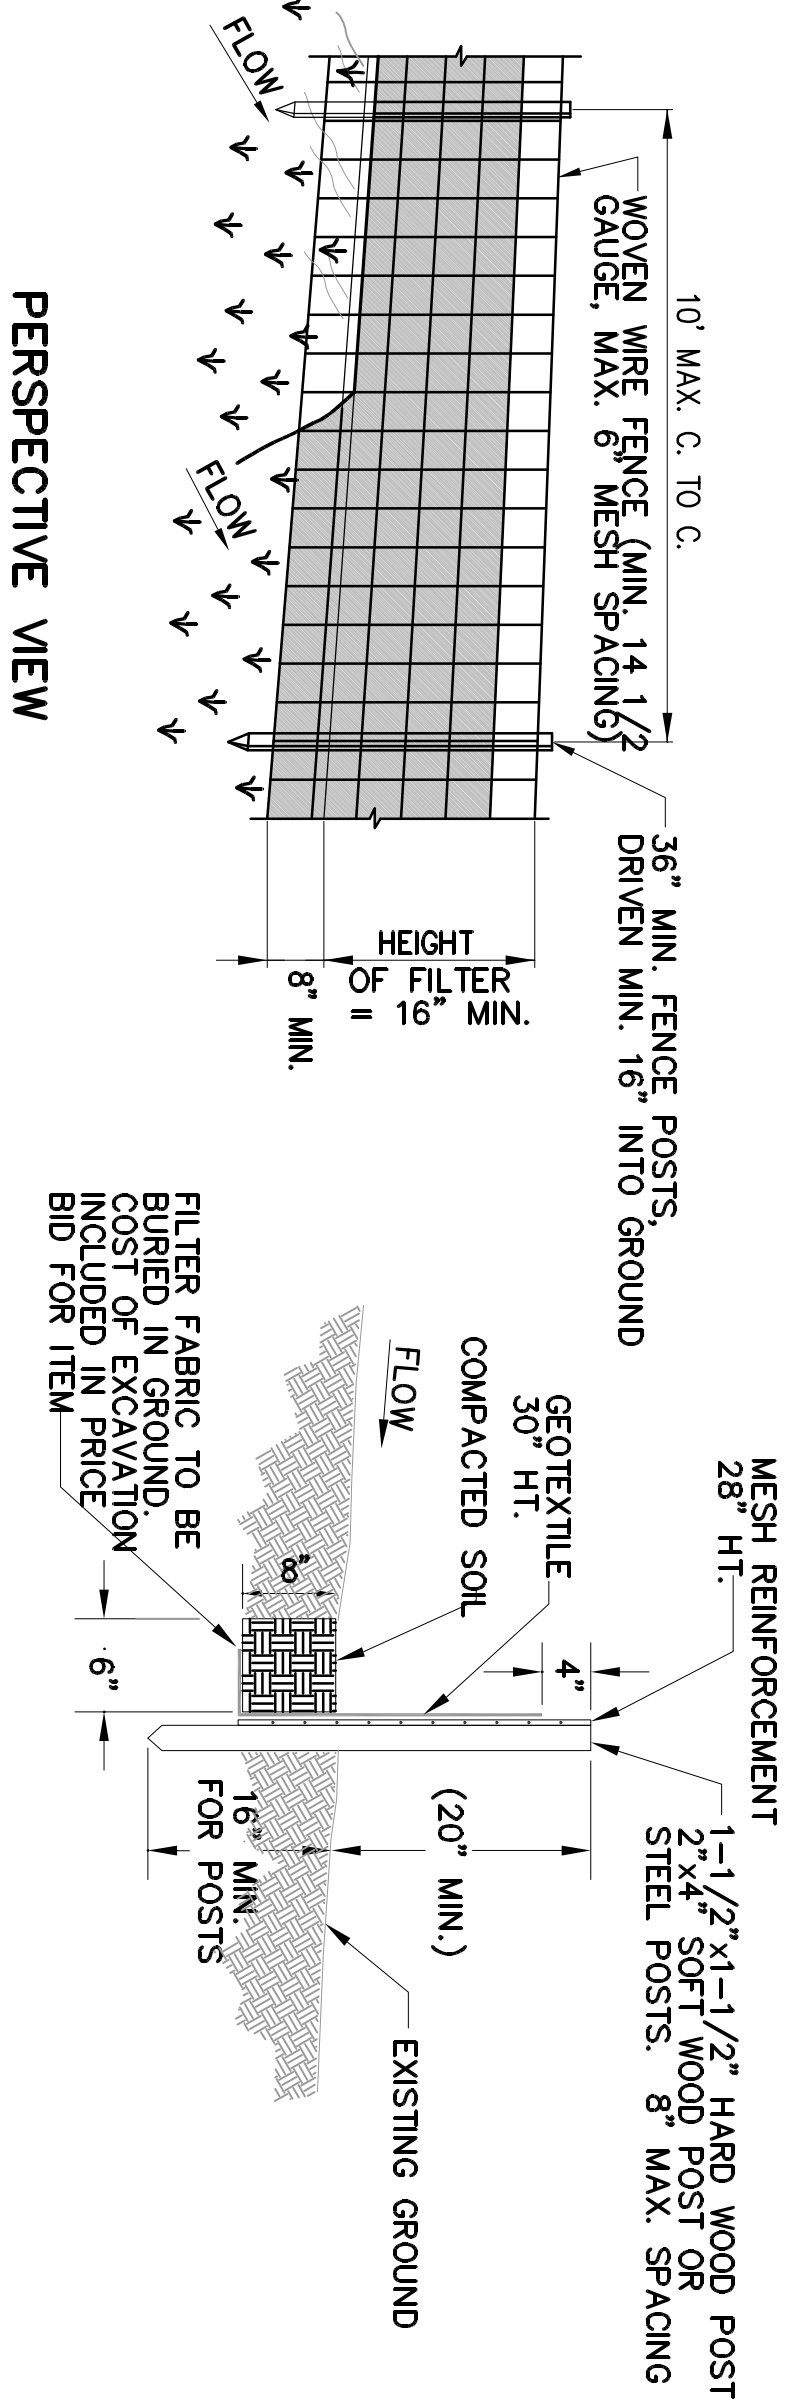 10' MAX. C. TO C.
WOVEN WIRE FENCE (MIN. 14 1/2
GAUGE, MAX. 6" MESH SPACING)
36" MIN. FENCE POSTS,
DRIVEN MIN. 16" INTO GROUND
FLOW
FLOW
HEIGHT
OF FILTER
= 16" MIN.
8" MIN.
PERSPECTIVE VIEW
MESH REINFORCEMENT
28" HT.
1-1/2"x1-1/2" HARD WOOD POST
2"x4" SOFT WOOD POST OR
STEEL POSTS. 8" MAX. SPACING
GEOTEXTILE
30" HT.
4"
COMPACTED SOIL
(20" MIN.)
FLOW
EXISTING GROUND
8"
16" MIN.
FOR POSTS
FILTER FABRIC TO BE
BURIED IN GROUND.
COST OF EXCAVATION
INCLUDED IN PRICE
BID FOR ITEM
6"